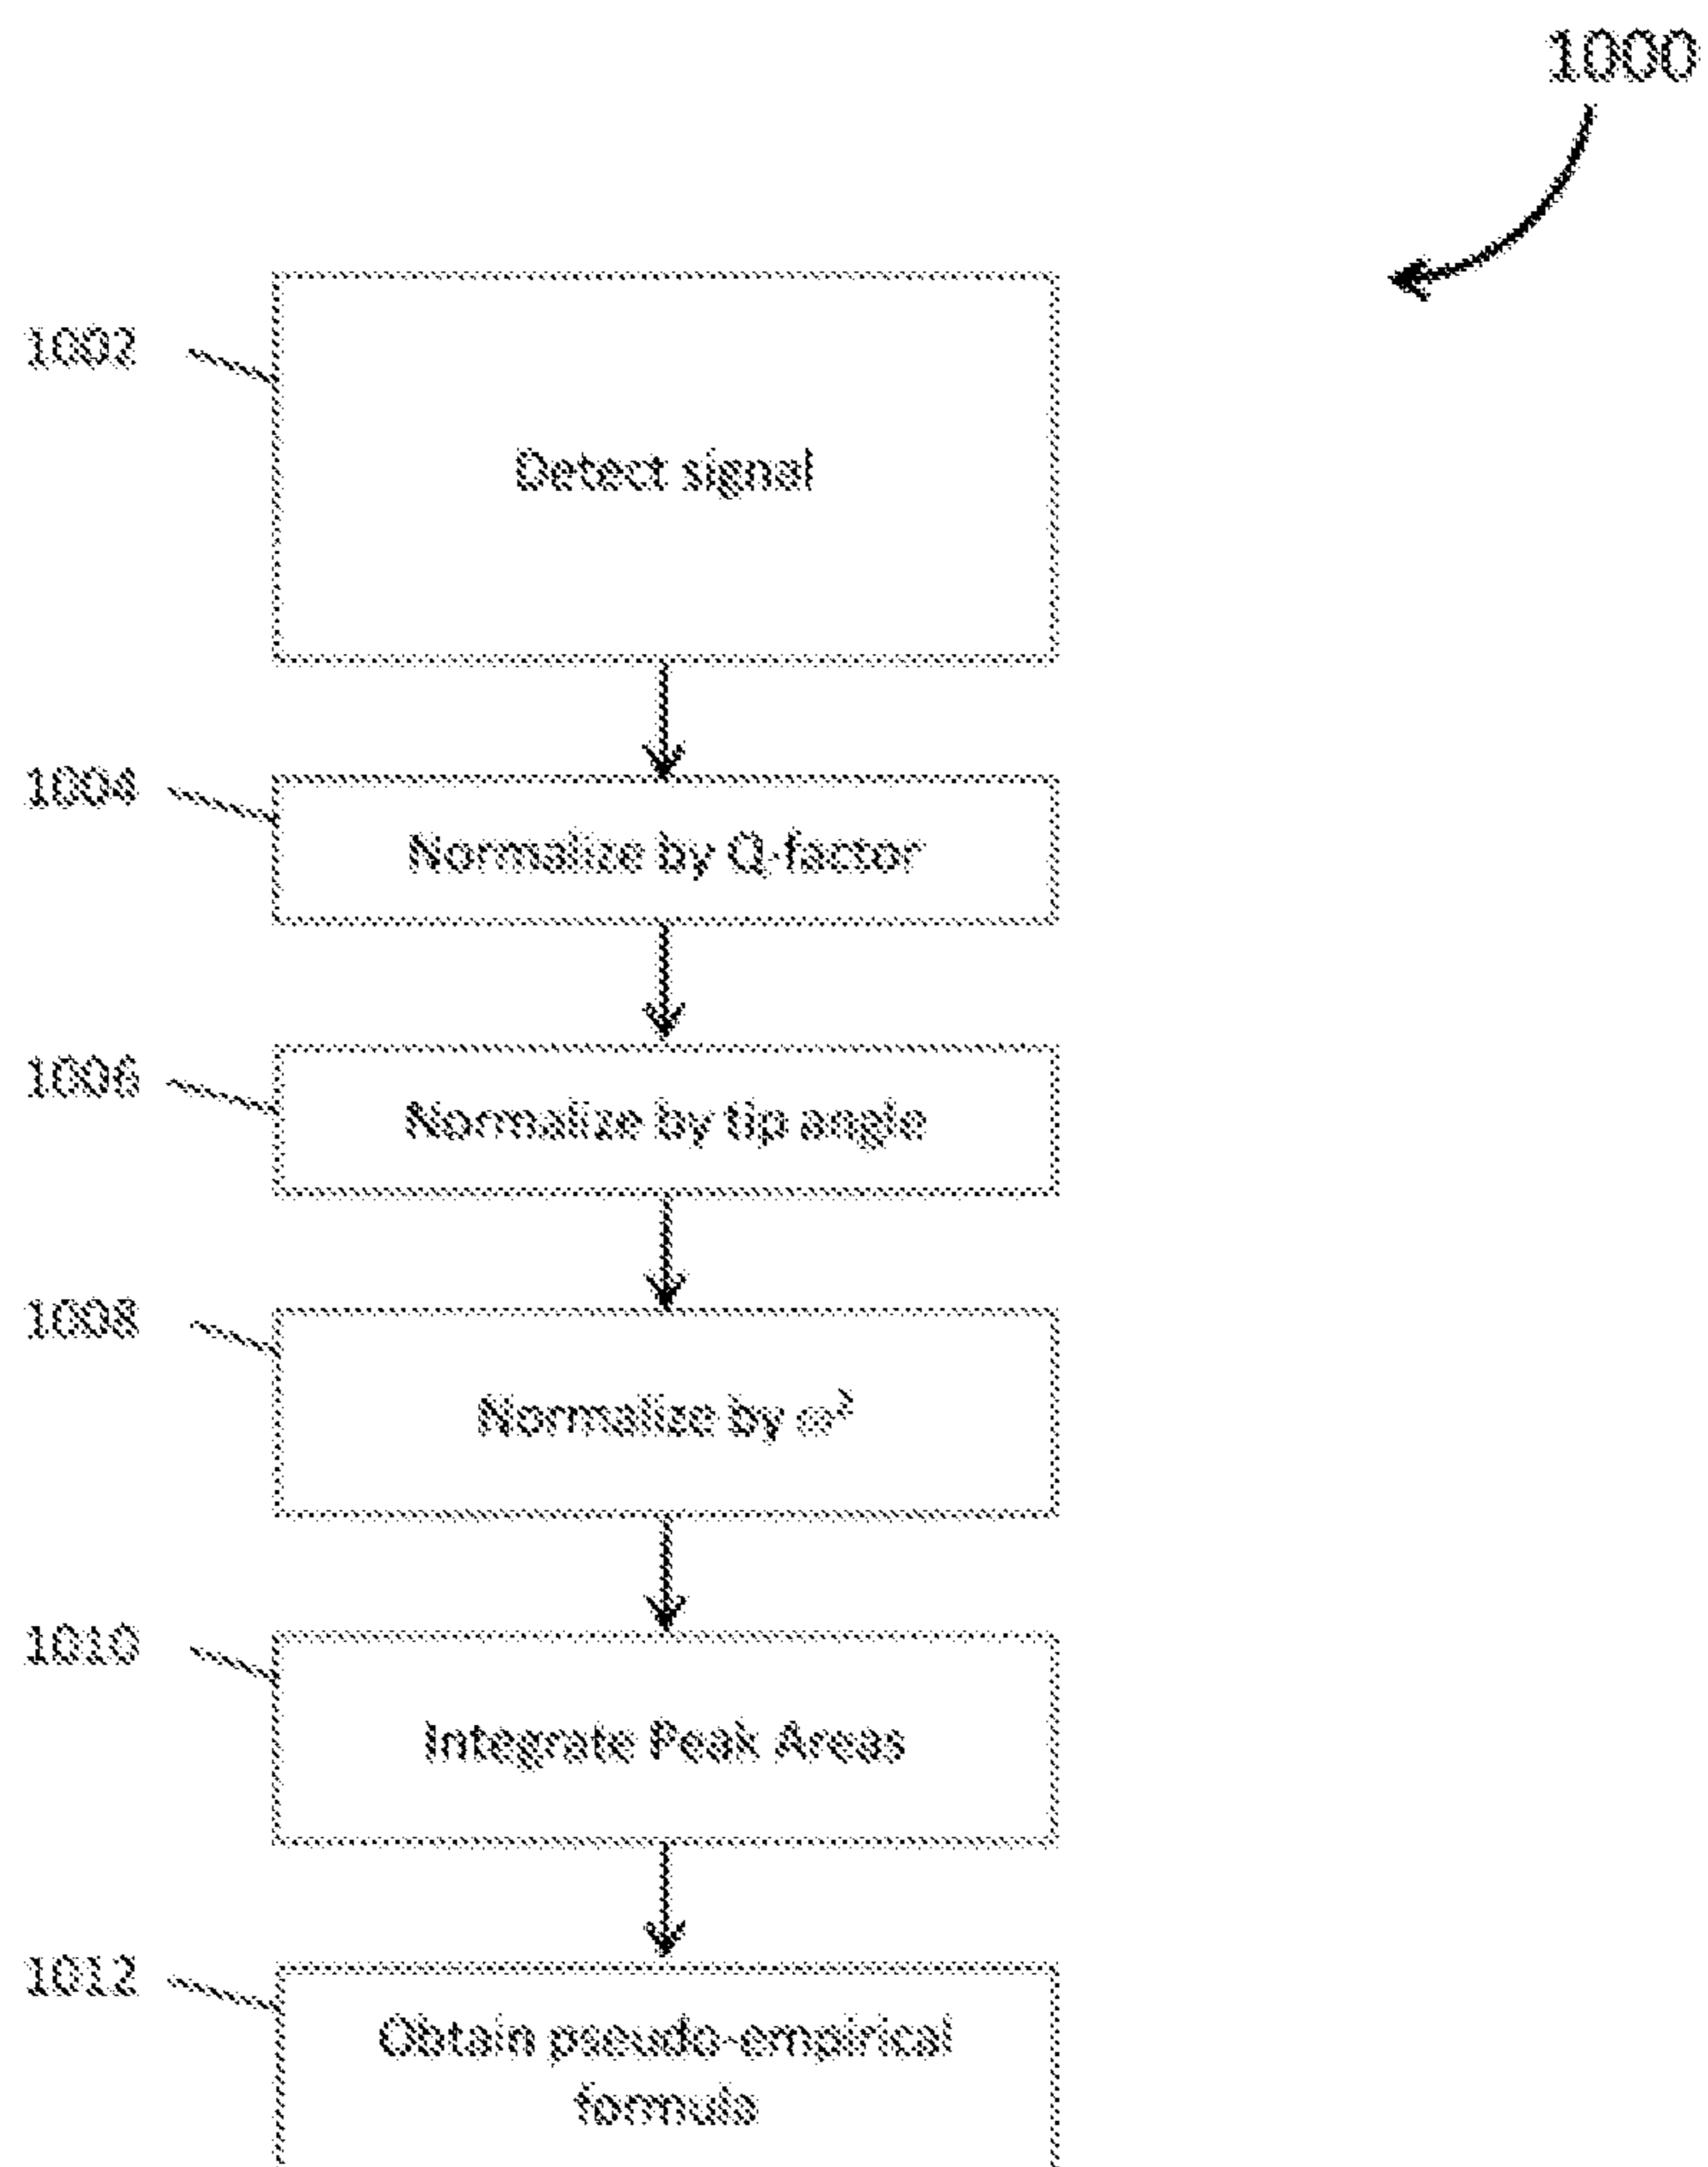 1000
1002
Detect signal
1004
Normalize by Q-factor
1006
Normalize by tip angle
1008
Normalize by ω²
1010
Integrate Peak Areas
1012
Obtain pseudo-empirical
formula